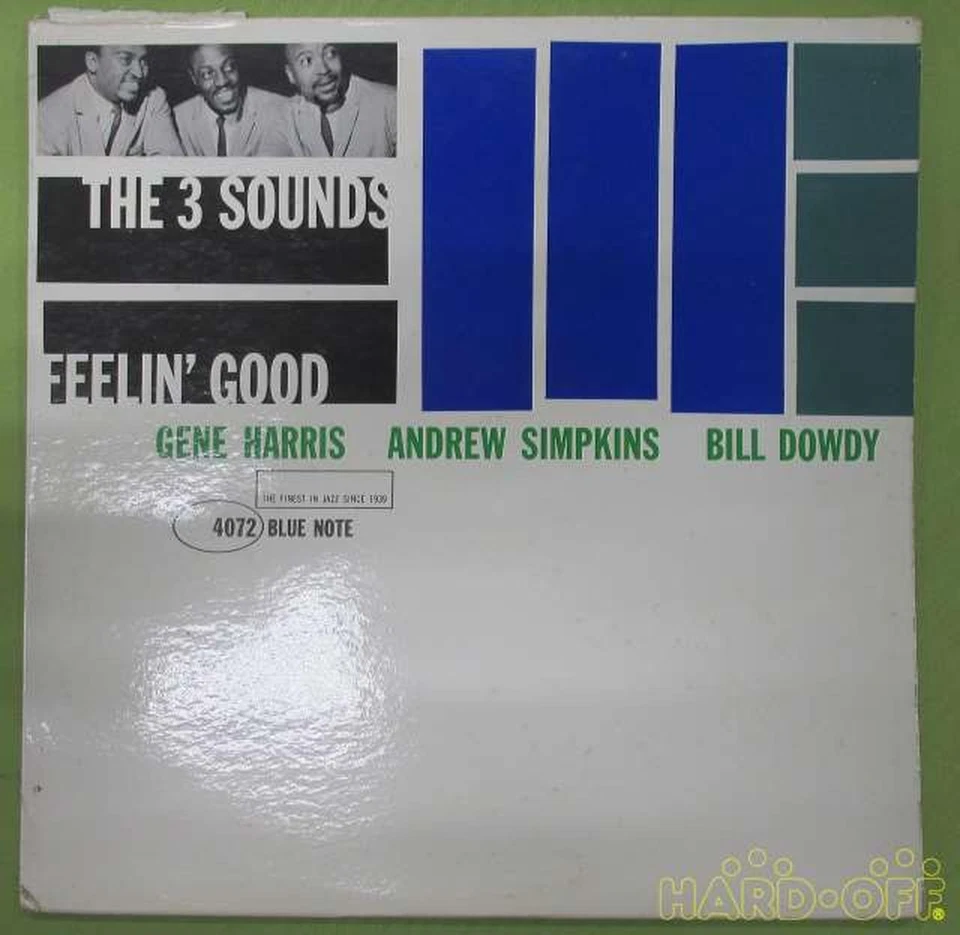 THE 3 SOUNDS
FEELIN' GOOD
GENE HARRIS ANDREW SIMPKINS BILL DOWDY
THE FINEST IN JAZZ SINCE 1939
4072 BLUE NOTE
HARD-OFF